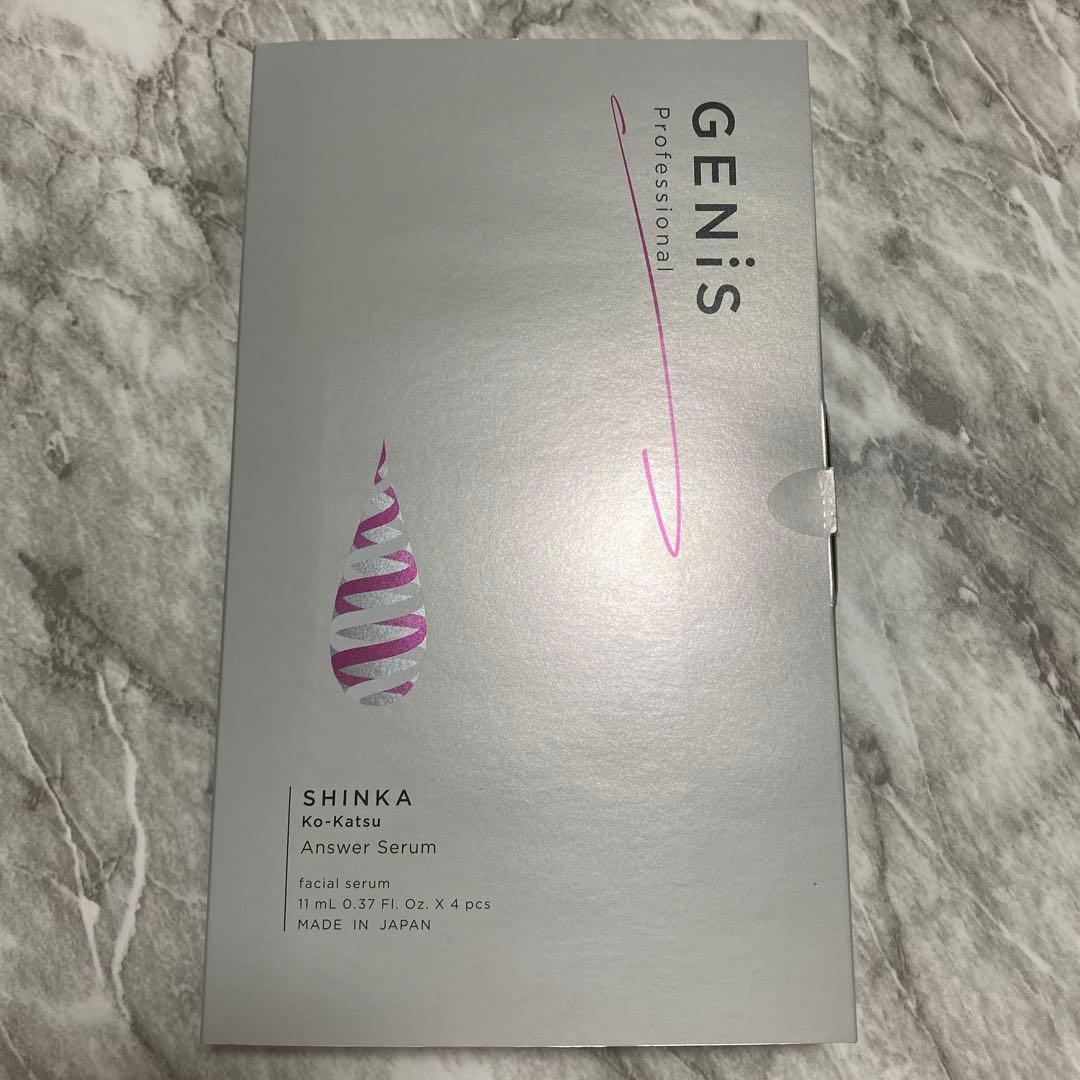 GENiS
Professional
SHINKA
Ko-Katsu
Answer Serum
facial serum
11 mL 0.37 Fl. Oz. X 4 pcs
MADE IN JAPAN